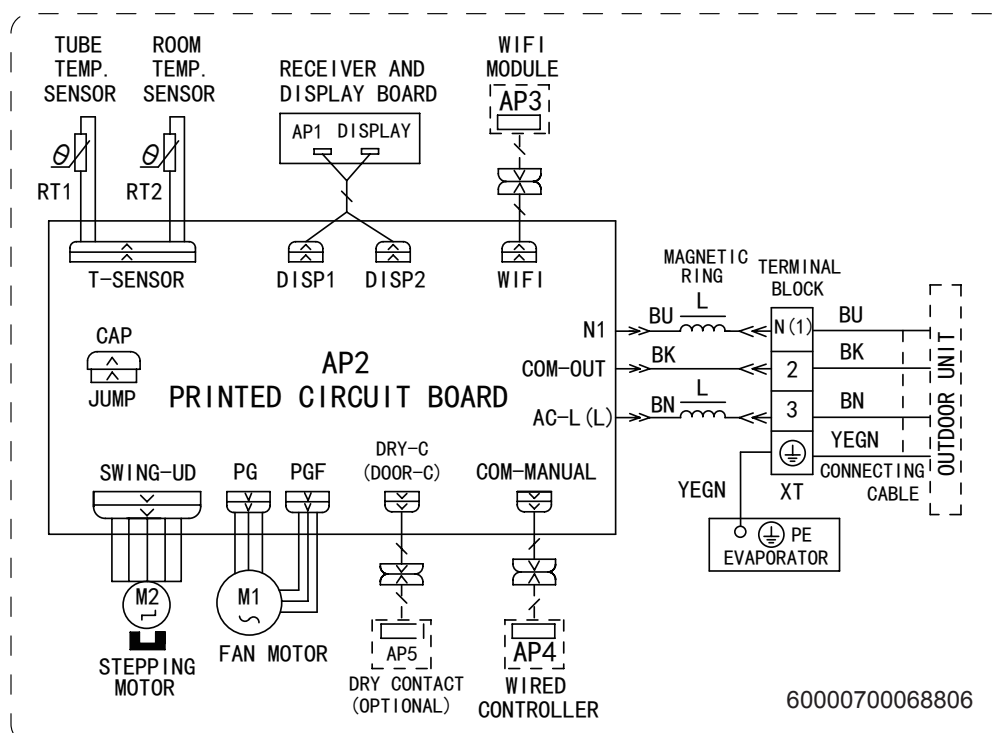 TUBE
TEMP.
SENSOR
ROOM
TEMP.
SENSOR
RECEIVER AND
DISPLAY BOARD
WIFI
MODULE
AP1 DISPLAY
AP3
θ
RT1
θ
RT2
T-SENSOR
DISP1
DISP2
WIFI
MAGNETIC
RING
TERMINAL
BLOCK
CAP
JUMP
AP2
PRINTED CIRCUIT BOARD
N1
BU
L
N(1)
BU
COM-OUT
BK
2
BK
AC-L(L)
BN
L
3
BN
YEGN
CONNECTING
CABLE
OUTDOOR UNIT
XT
YEGN
PE
EVAPORATOR
SWING-UD
PG
PGF
DRY-C
(DOOR-C)
COM-MANUAL
M2
STEPPING
MOTOR
M1
FAN MOTOR
AP5
DRY CONTACT
(OPTIONAL)
AP4
WIRED
CONTROLLER
60000700068806